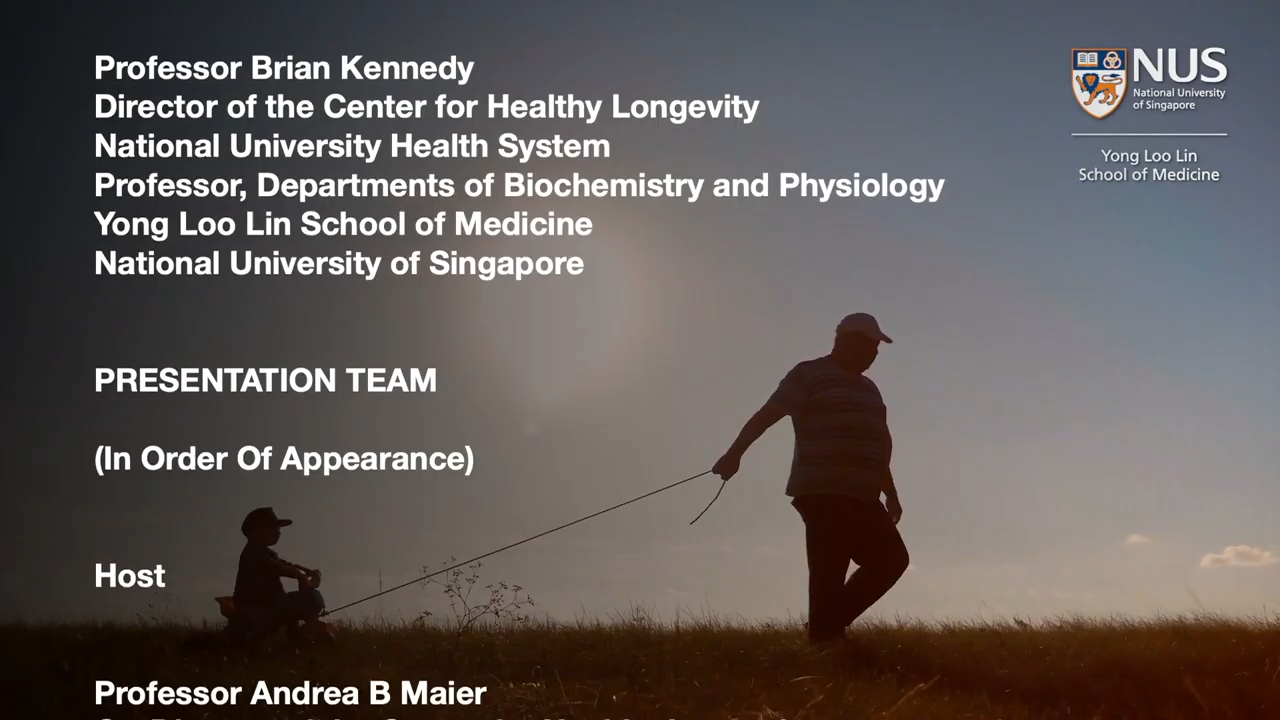 Professor Brian Kennedy
Director of the Center for Healthy Longevity
National University Health System
Professor, Departments of Biochemistry and Physiology
Yong Loo Lin School of Medicine
National University of Singapore
PRESENTATION TEAM
(In Order Of Appearance)
Host
Professor Andrea B Maier
NUS
National University
of Singapore
Yong Loo Lin
School of Medicine